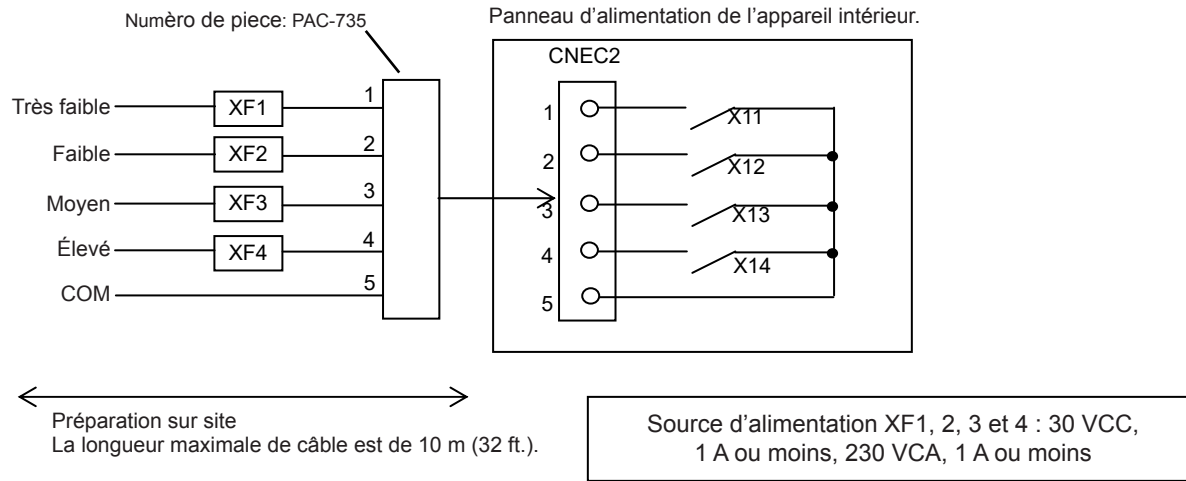 Numèro de piece: PAC-735
Panneau d'alimentation de l'appareil intérieur.
CNEC2
Très faible XF1 1
Faible XF2 2
Moyen XF3 3
Élevé XF4 4
COM 5
1 X11
2 X12
3 X13
4 X14
5
Préparation sur site
La longueur maximale de câble est de 10 m (32 ft.).
Source d'alimentation XF1, 2, 3 et 4 : 30 VCC,
1 A ou moins, 230 VCA, 1 A ou moins